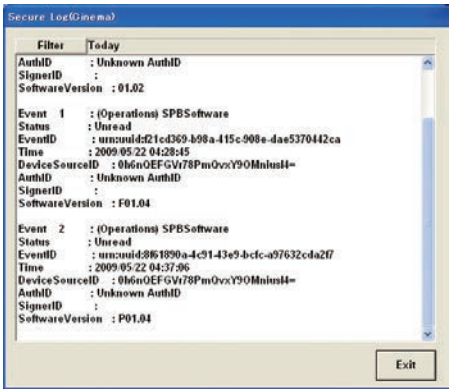 Secure Log(Cinema)
Filter Today
AuthID : Unknown AuthID
SignerID :
SoftwareVersion : 01.02
Event 1 : (Operations) SPBSoftware
Status : Unread
EventID : urn:uuid:f21cd369-b98a-415c-908e-dae5370442ca
Time : 2009/05/22 04:28:45
DeviceSourceID : 0h6nQEFGVr78PmQvxY9OMniusI4=
AuthID : Unknown AuthID
SignerID :
SoftwareVersion : F01.04
Event 2 : (Operations) SPBSoftware
Status : Unread
EventID : urn:uuid:8f61890a-4c91-43e9-bcfc-a97632cda2f7
Time : 2009/05/22 04:37:06
DeviceSourceID : 0h6nQEFGVr78PmQvxY9OMniusI4=
AuthID : Unknown AuthID
SignerID :
SoftwareVersion : P01.04
Exit